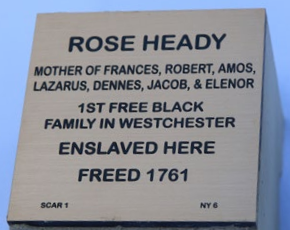 ROSE HEADY
MOTHER OF FRANCES, ROBERT, AMOS,
LAZARUS, DENNES, JACOB, & ELENOR
1ST FREE BLACK
FAMILY IN WESTCHESTER
ENSLAVED HERE
FREED 1761
SCAR 1 NY 6